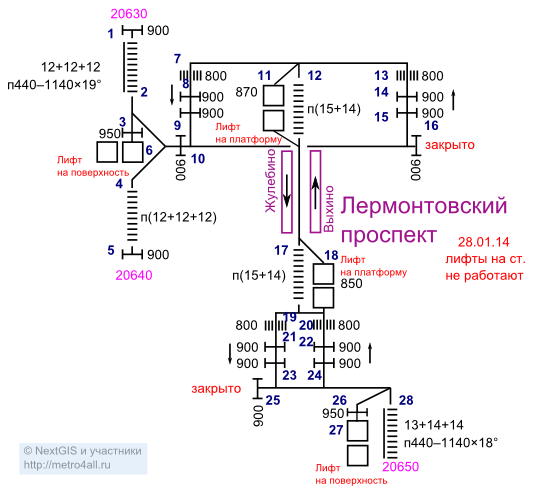 20630
1
900
12+12+12
п440–1140×19°
2
3
950
6
Лифт
на поверхность
4
п(12+12+12)
5
900
20640
7
800
8
900
900
9
10
900
11
12
870
п(15+14)
Лифт
на платформу
13
800
14
900
15
900
16
закрыто
900
Жулебино
Выхино
Лермонтовский
проспект
28.01.14
лифты на ст.
не работают
17
18
Лифт
на платформу
п(15+14)
850
19
800
20
800
21
22
900
900
900
900
23
24
закрыто
25
900
26
950
27
28
13+14+14
п440–1140×18°
20650
Лифт
на поверхность
© NextGIS и участники
http://metro4all.ru